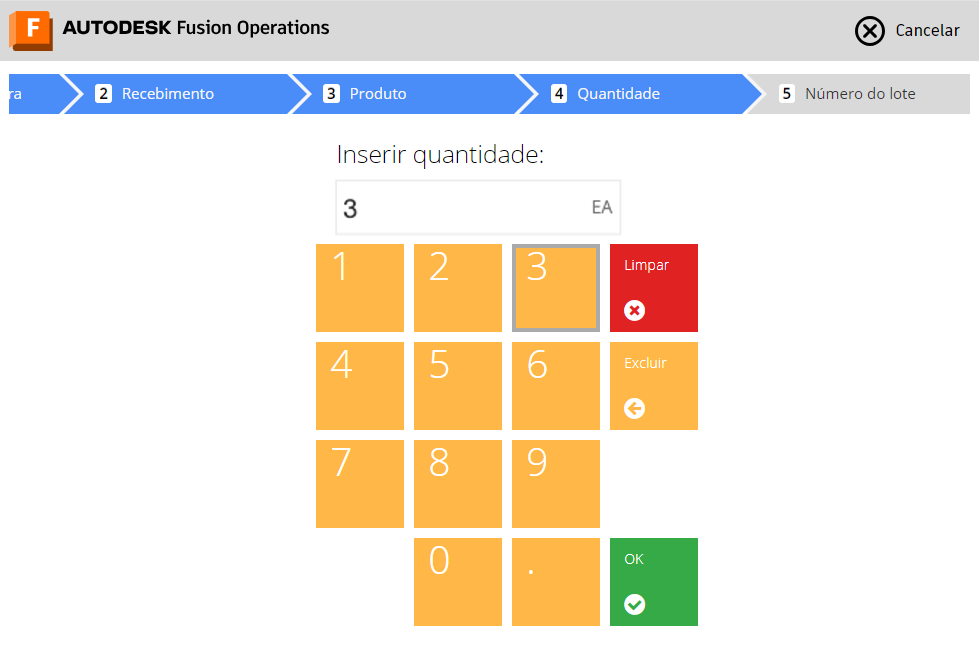 F AUTODESK Fusion Operations
Cancelar
ra
2 Recebimento
3 Produto
4 Quantidade
5 Número do lote
Inserir quantidade:
3 EA
1 2 3 Limpar
4 5 6 Excluir
7 8 9
0 . OK